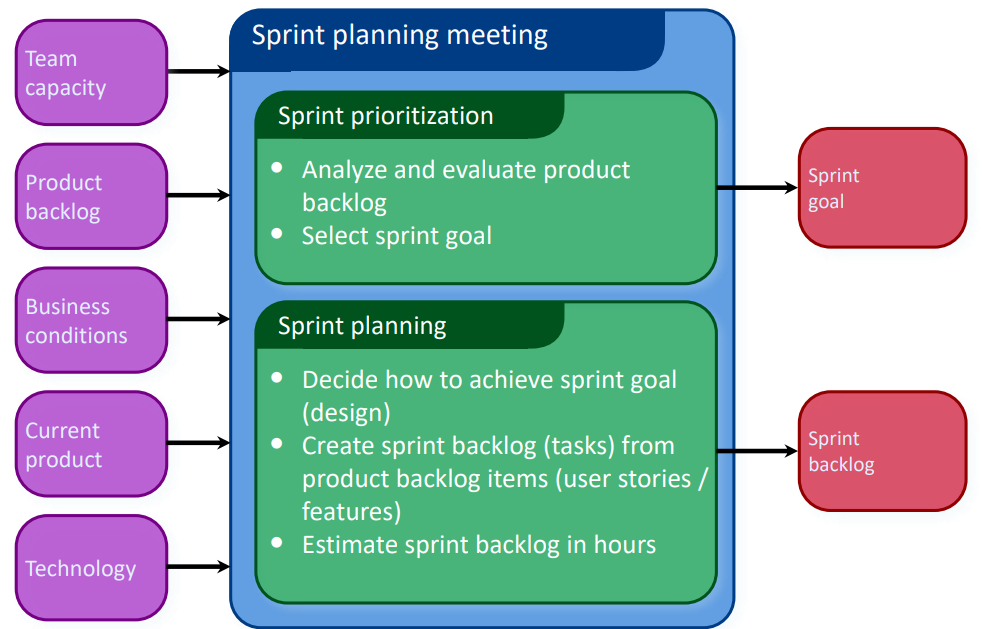 Team
capacity
Product
backlog
Business
conditions
Current
product
Technology
Sprint planning meeting
Sprint prioritization
• Analyze and evaluate product
backlog
• Select sprint goal
Sprint planning
• Decide how to achieve sprint goal
(design)
• Create sprint backlog (tasks) from
product backlog items (user stories /
features)
• Estimate sprint backlog in hours
Sprint
goal
Sprint
backlog